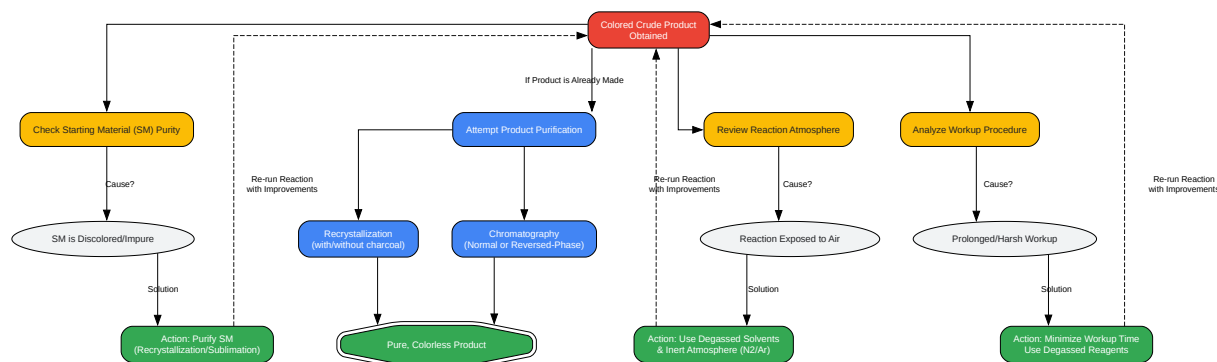 Colored Crude Product
Obtained
If Product is Already Made
Check Starting Material (SM) Purity
Attempt Product Purification
Review Reaction Atmosphere
Analyze Workup Procedure
Cause?
Re-run Reaction
with Improvements
Re-run Reaction
with Improvements
Cause?
Cause?
Re-run Reaction
with Improvements
SM is Discolored/Impure
Recrystallization
(with/without charcoal)
Chromatography
(Normal or Reversed-Phase)
Reaction Exposed to Air
Prolonged/Harsh Workup
Solution
Solution
Solution
Action: Purify SM
(Recrystallization/Sublimation)
Pure, Colorless Product
Action: Use Degassed Solvents
& Inert Atmosphere (N2/Ar)
Action: Minimize Workup Time
Use Degassed Reagents